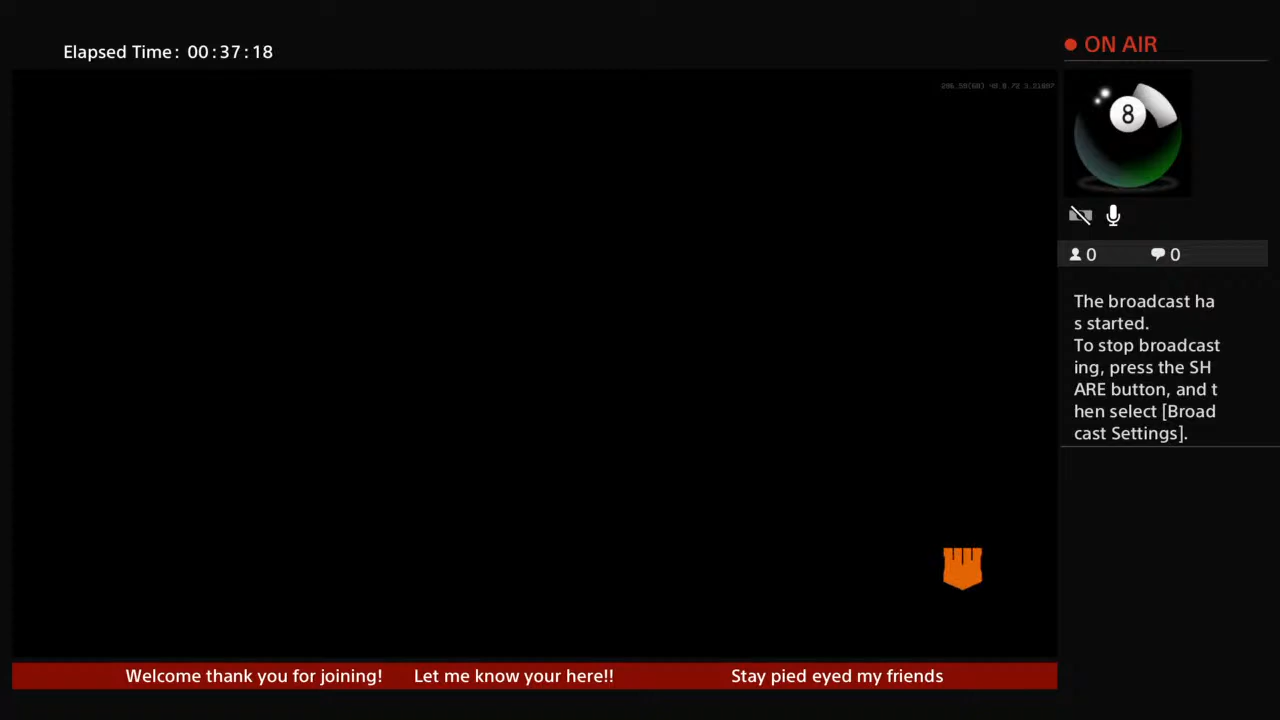 Elapsed Time: 00:37:18
ON AIR
8
0 0
The broadcast ha
s started.
To stop broadcast
ing, press the SH
ARE button, and t
hen select [Broad
cast Settings].
Welcome thank you for joining! Let me know your here!! Stay pied eyed my friends